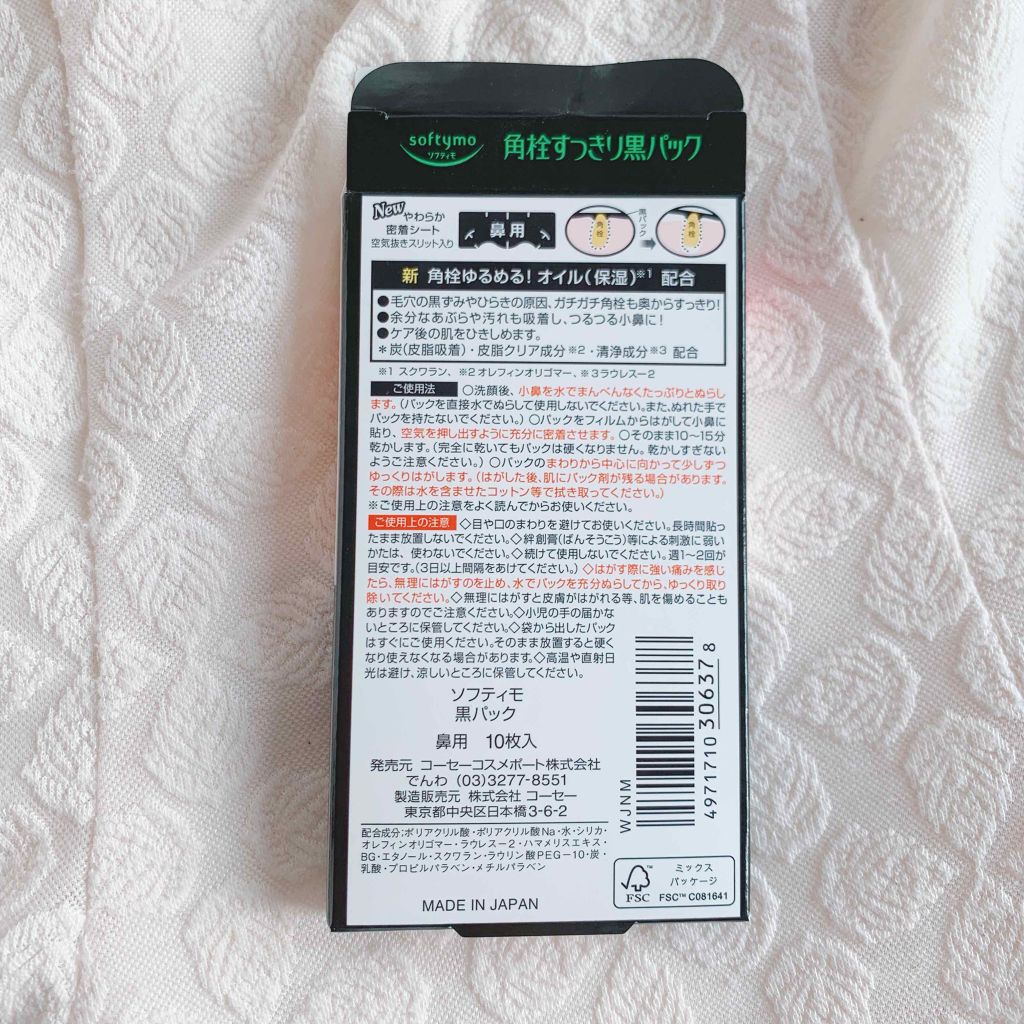 softymo
ソフティモ
角栓すっきり黒パック
New やわらか
密着シート
空気抜きスリット入り
鼻用
黒パック
角栓
角栓
新 角栓ゆるめる! オイル(保湿)※1 配合
●毛穴の黒ずみやひらきの原因、ガチガチ角栓も奥からすっきり!
●余分なあぶらや汚れも吸着し、つるつる小鼻に!
●ケア後の肌をひきしめます。
＊炭(皮脂吸着)・皮脂クリア成分※2・清浄成分※3 配合
※1 スクワラン、※2 オレフィンオリゴマー、※3 ラウレスー2
ご使用法 ○洗顔後、小鼻を水でまんべんなくたっぷりとぬらし
ます。(パックを直接水でぬらして使用しないでください。また、ぬれた手で
パックを持たないでください。) ○パックをフィルムからはがして小鼻に
貼り、空気を押し出すように充分に密着させます。○そのまま10〜15分
乾かします。(完全に乾いてもパックは硬くなりません。乾かしすぎない
ようご注意ください。) ○パックのまわりから中心に向かって少しずつ
ゆっくりはがします。(はがした後、肌にパック剤が残る場合があります。
その際は水を含ませたコットン等で拭き取ってください。)
※ご使用上の注意をよく読んでからお使いください。
ご使用上の注意 ◇目や口のまわりを避けてお使いください。長時間貼っ
たまま放置しないでください。◇絆創膏(ばんそうこう)等による刺激に弱い
かたは、使わないでください。◇続けて使用しないでください。週1〜2回が
目安です。(3日以上間隔をあけてください。) ◇はがす際に強い痛みを感じ
たら、無理にはがすのを止め、水でパックを充分ぬらしてから、ゆっくり取り
除いてください。◇無理にはがすと皮膚がはがれる等、肌を傷めることも
ありますのでご注意ください。◇小児の手の届かな
いところに保管してください。◇袋から出したパック
はすぐにご使用ください。そのまま放置すると硬く
なり使えなくなる場合があります。◇高温や直射日
光は避け、涼しいところに保管してください。
ソフティモ
黒パック
鼻用 10枚入
発売元 コーセーコスメポート株式会社
でんわ (03)3277-8551
製造販売元 株式会社 コーセー
東京都中央区日本橋3-6-2
配合成分:ポリアクリル酸・ポリアクリル酸Na・水・シリカ・
オレフィンオリゴマー・ラウレスー2・ハマメリスエキス・
BG・エタノール・スクワラン・ラウリン酸PEGー10・炭・
乳酸・プロピルパラベン・メチルパラベン
MADE IN JAPAN
WJNM
4971710 306378
FSC
ミックス
パッケージ
FSC™ C081641